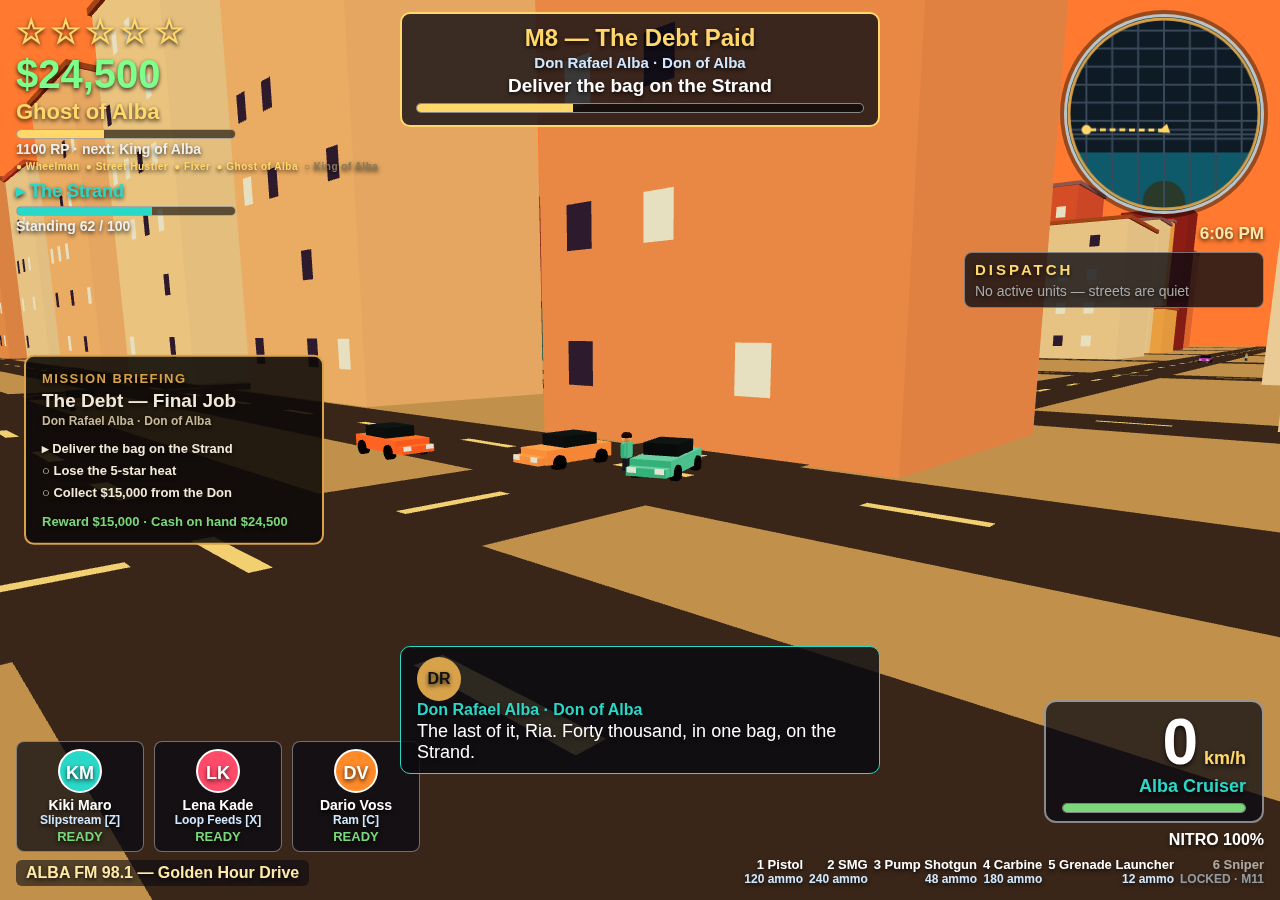 $24,500
Ghost of Alba
1100 RP · next: King of Alba
● Wheelman ● Street Hustler ● Fixer ● Ghost of Alba ○ King of Alba
▸ The Strand
Standing 62 / 100
M8 — The Debt Paid
Don Rafael Alba · Don of Alba
Deliver the bag on the Strand
6:06 PM
DISPATCH
No active units — streets are quiet
MISSION BRIEFING
The Debt — Final Job
Don Rafael Alba · Don of Alba
▸ Deliver the bag on the Strand
○ Lose the 5-star heat
○ Collect $15,000 from the Don
Reward $15,000 · Cash on hand $24,500
DR
Don Rafael Alba · Don of Alba
The last of it, Ria. Forty thousand, in one bag, on the
Strand.
KM
Kiki Maro
Slipstream [Z]
READY
LK
Lena Kade
Loop Feeds [X]
READY
DV
Dario Voss
Ram [C]
READY
ALBA FM 98.1 — Golden Hour Drive
0 km/h
Alba Cruiser
NITRO 100%
1 Pistol 2 SMG 3 Pump Shotgun 4 Carbine 5 Grenade Launcher 6 Sniper
120 ammo 240 ammo 48 ammo 180 ammo 12 ammo LOCKED · M11